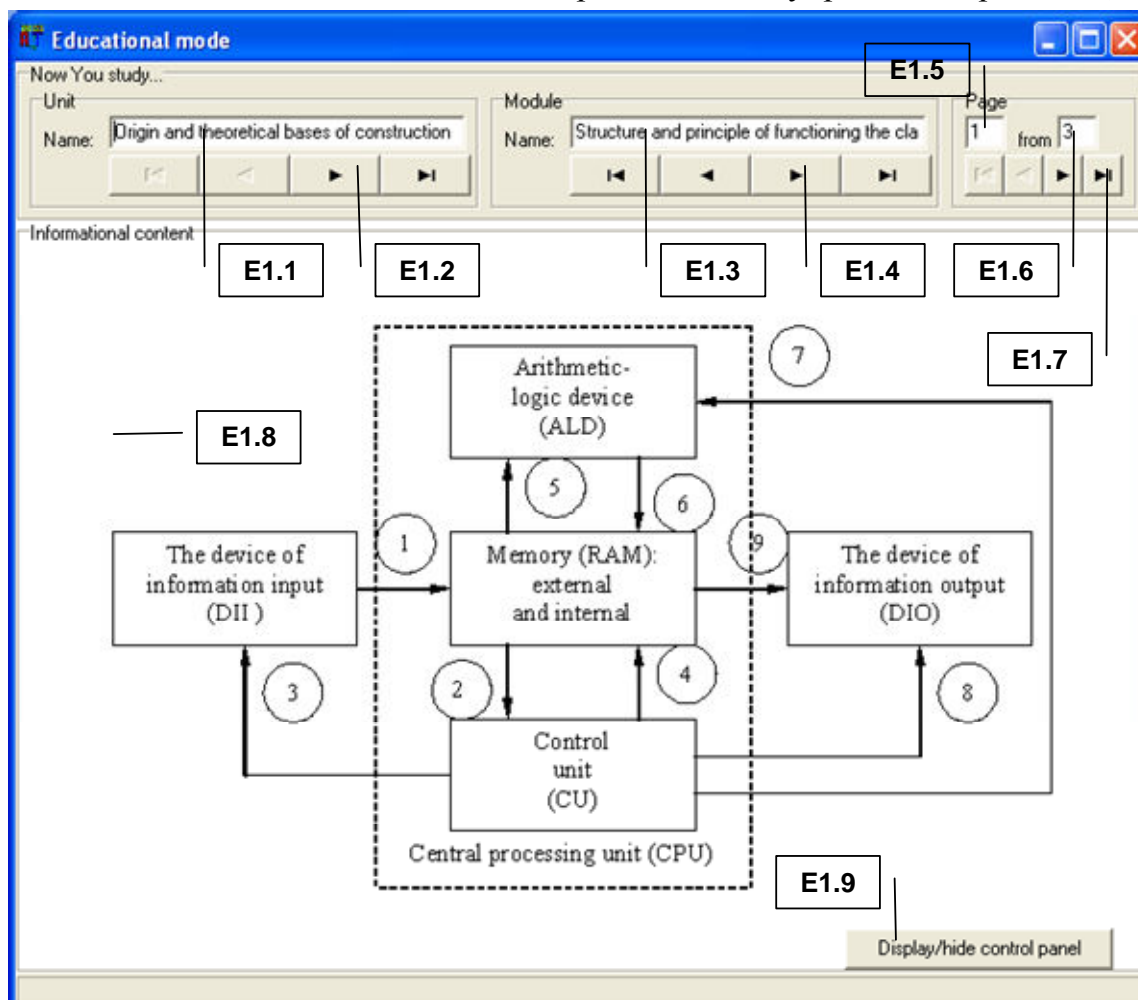 Educational mode
Now You study...
E1.5
Unit
Module
Page
Name: Origin and theoretical bases of construction
Name: Structure and principle of functioning the cla
1 from 3
Informational content
E1.1
E1.2
E1.3
E1.4
E1.6
E1.7
7
Arithmetic-
logic device
(ALD)
E1.8
5
6
1
9
The device of
information input
(DII )
Memory (RAM):
external
and internal
The device of
information output
(DIO)
3
2
4
8
Control
unit
(CU)
Central processing unit (CPU)
E1.9
Display/hide control panel